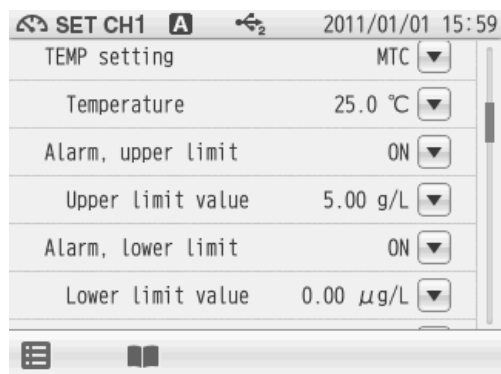 SET CH1 A 2 2011/01/01 15:59
TEMP setting MTC
Temperature 25.0 ℃
Alarm, upper limit ON
Upper limit value 5.00 g/L
Alarm, lower limit ON
Lower limit value 0.00 μg/L